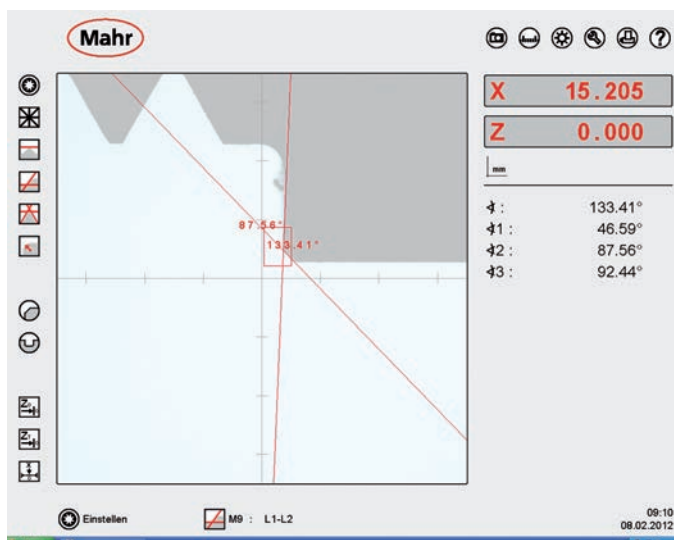 Mahr
X 15.205
Z 0.000
mm
∢ : 133.41°
∢1 : 46.59°
∢2 : 87.56°
∢3 : 92.44°
87.56°
133.41°
Einstellen
M9 : L1-L2
09:10
08.02.2012